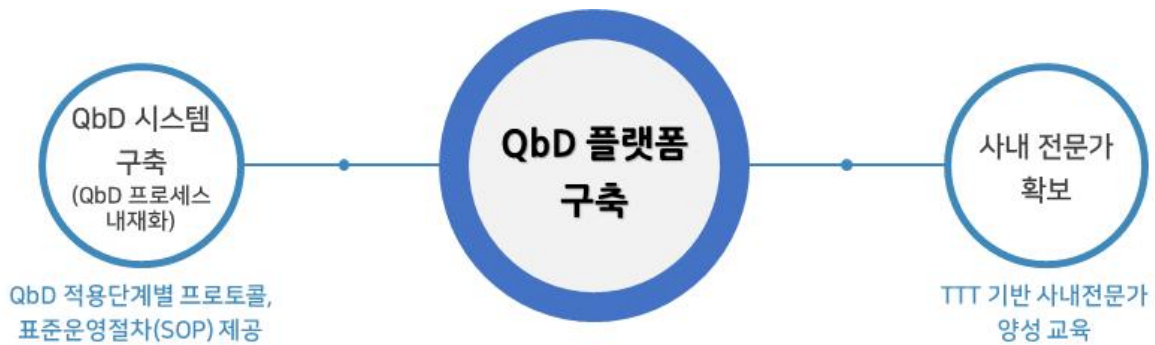 QbD 시스템
구축
(QbD 프로세스
내재화)
QbD 적용단계별 프로토콜,
표준운영절차(SOP) 제공
QbD 플랫폼
구축
사내 전문가
확보
TTT 기반 사내전문가
양성 교육